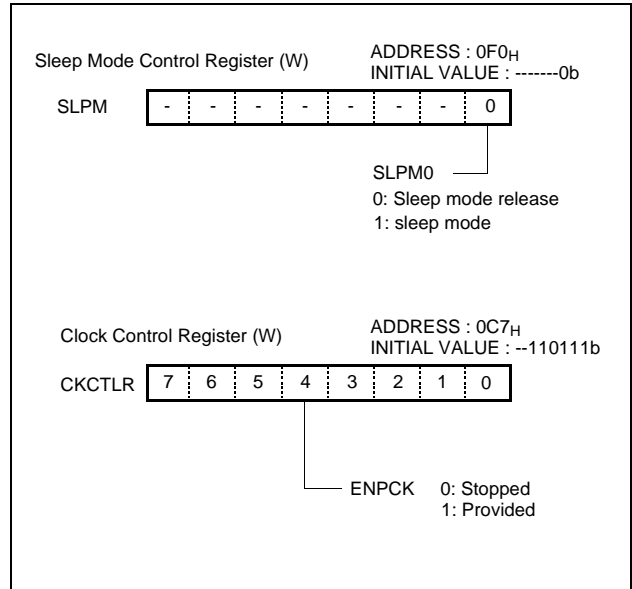 Sleep Mode Control Register (W)
ADDRESS : 0F0H
INITIAL VALUE : -------0b
SLPM - - - - - - - 0
SLPM0
0: Sleep mode release
1: sleep mode
Clock Control Register (W)
ADDRESS : 0C7H
INITIAL VALUE : --110111b
CKCTLR 7 6 5 4 3 2 1 0
ENPCK 0: Stopped
1: Provided